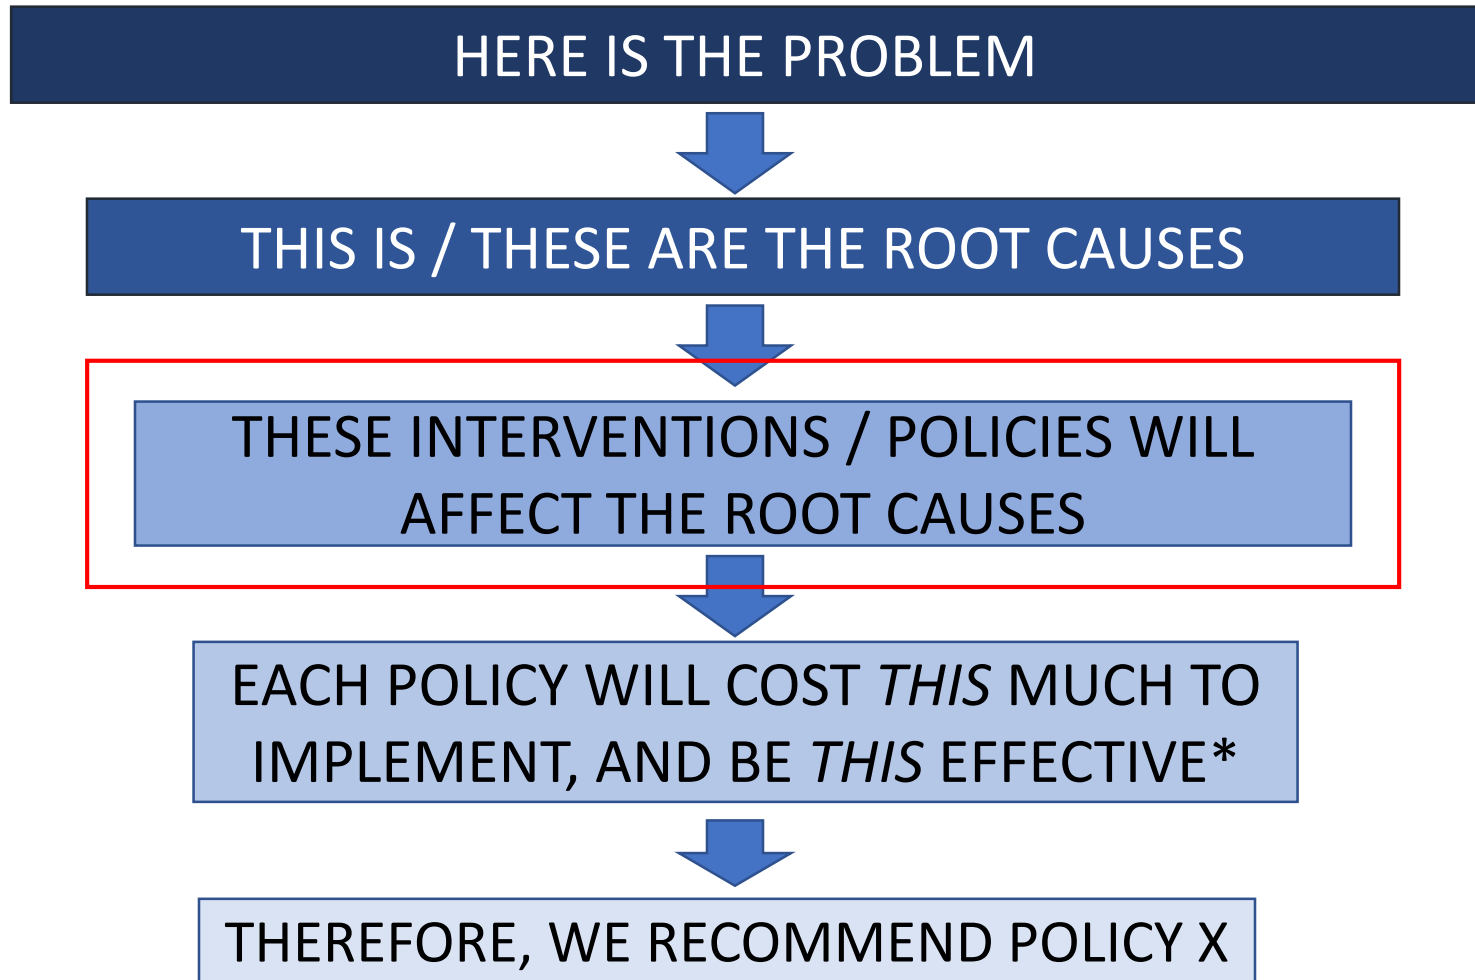 HERE IS THE PROBLEM
THIS IS / THESE ARE THE ROOT CAUSES
THESE INTERVENTIONS / POLICIES WILL
AFFECT THE ROOT CAUSES
EACH POLICY WILL COST THIS MUCH TO
IMPLEMENT, AND BE THIS EFFECTIVE*
THEREFORE, WE RECOMMEND POLICY X